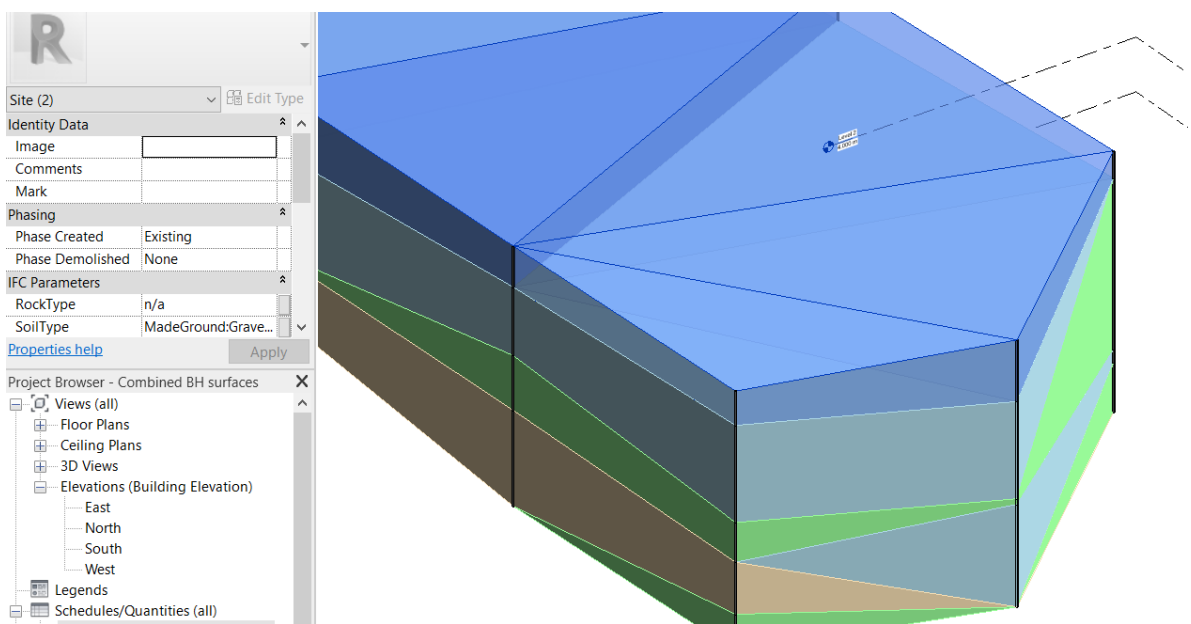 R
Site (2)
Edit Type
Identity Data
Image
Comments
Mark
Phasing
Phase Created Existing
Phase Demolished None
IFC Parameters
RockType n/a
SoilType MadeGround:Grave...
Properties help
Apply
Project Browser - Combined BH surfaces
Views (all)
Floor Plans
Ceiling Plans
3D Views
Elevations (Building Elevation)
East
North
South
West
Legends
Schedules/Quantities (all)
Level 2